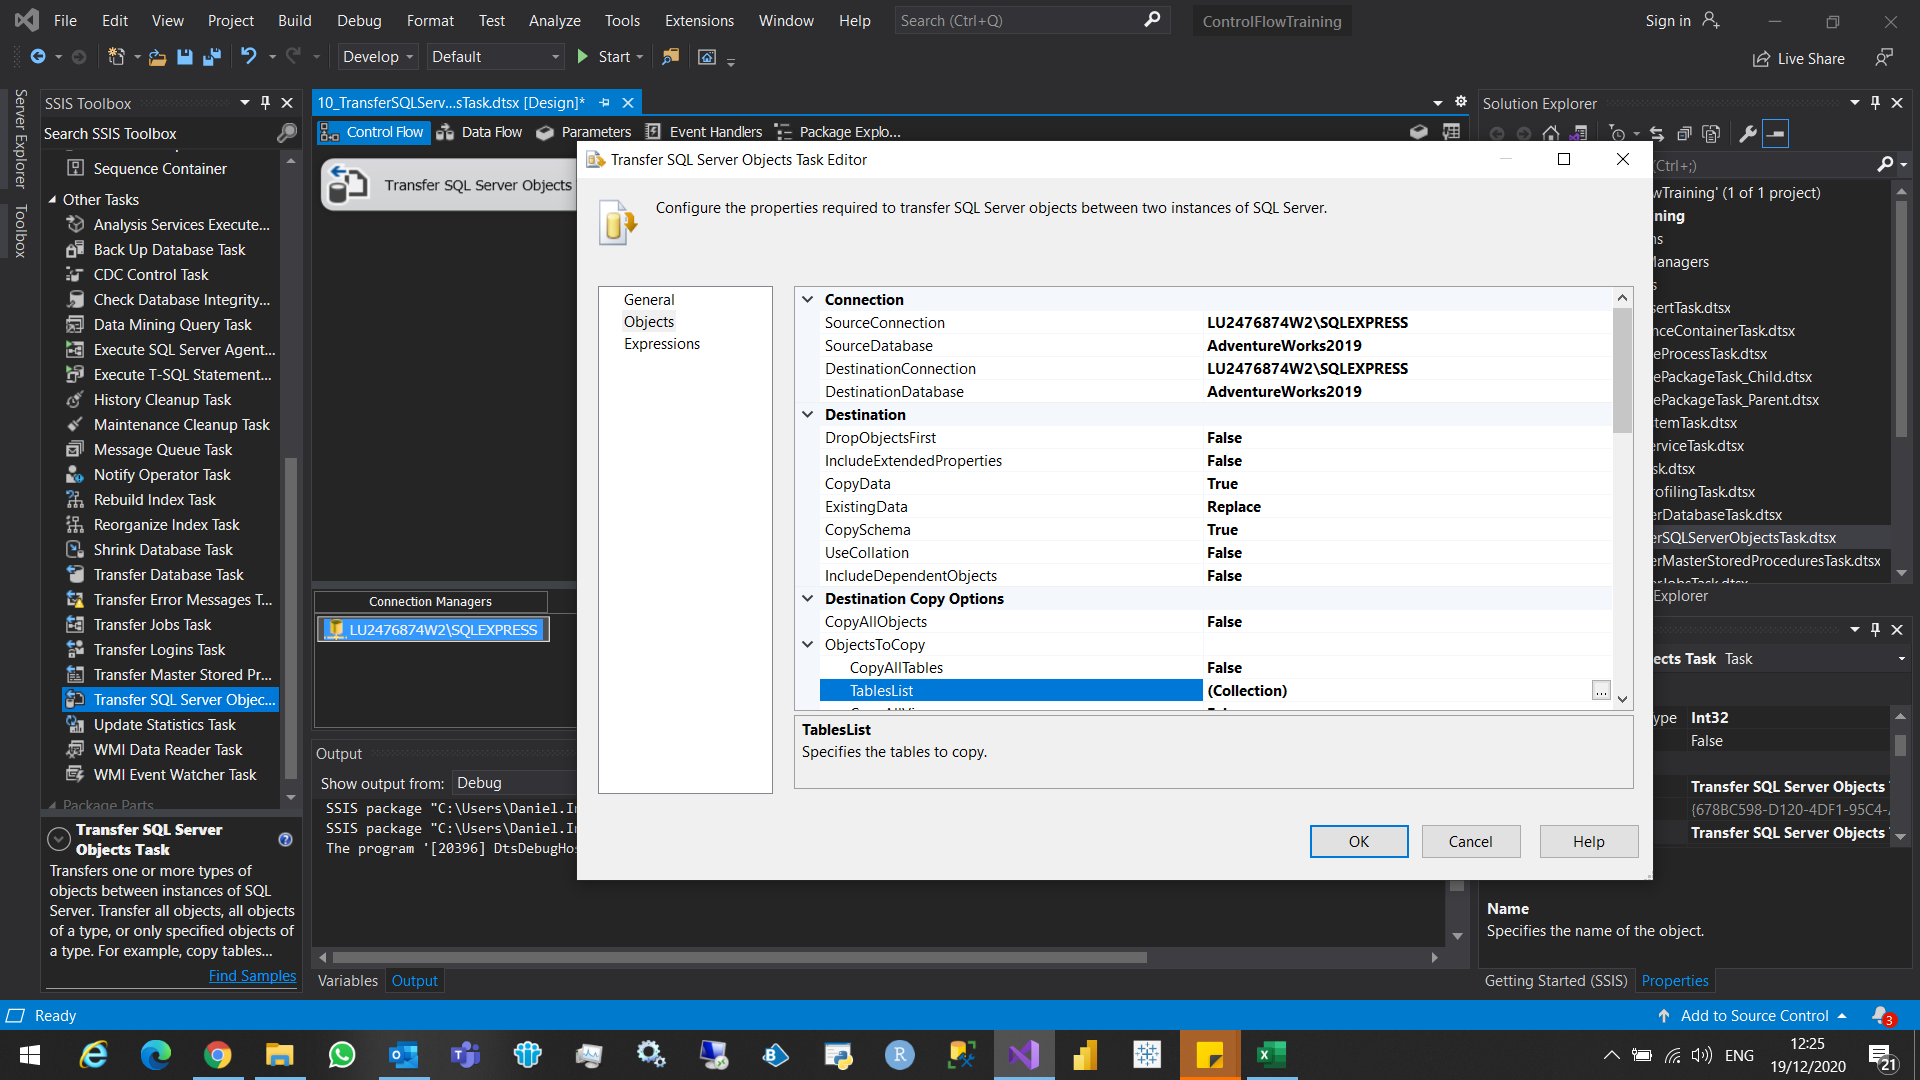 File Edit View Project Build Debug Format Test Analyze Tools Extensions Window Help Search (Ctrl+Q) ControlFlowTraining Sign in
Develop Default Start Live Share
Server Explorer
Toolbox
SSIS Toolbox
Search SSIS Toolbox
Sequence Container
Other Tasks
Analysis Services Execute...
Back Up Database Task
CDC Control Task
Check Database Integrity...
Data Mining Query Task
Execute SQL Server Agent...
Execute T-SQL Statement...
History Cleanup Task
Maintenance Cleanup Task
Message Queue Task
Notify Operator Task
Rebuild Index Task
Reorganize Index Task
Shrink Database Task
Transfer Database Task
Transfer Error Messages T...
Transfer Jobs Task
Transfer Logins Task
Transfer Master Stored Pr...
Transfer SQL Server Objec...
Update Statistics Task
WMI Data Reader Task
WMI Event Watcher Task
Package Parts
Transfer SQL Server Objects Task
Transfers one or more types of
objects between instances of SQL
Server. Transfer all objects, all objects
of a type, or only specified objects of
a type. For example, copy tables...
Find Samples
10_TransferSQLServ...sTask.dtsx [Design]*
Control Flow Data Flow Parameters Event Handlers Package Explo...
Transfer SQL Server Objects
Connection Managers
LU2476874W2\SQLEXPRESS
Output
Show output from: Debug
SSIS package "C:\Users\Daniel.
SSIS package "C:\Users\Daniel.
The program '[20396] DtsDebugHos
Variables Output
Transfer SQL Server Objects Task Editor
Configure the properties required to transfer SQL Server objects between two instances of SQL Server.
General
Objects
Expressions
Connection
SourceConnection LU2476874W2\SQLEXPRESS
SourceDatabase AdventureWorks2019
DestinationConnection LU2476874W2\SQLEXPRESS
DestinationDatabase AdventureWorks2019
Destination
DropObjectsFirst False
IncludeExtendedProperties False
CopyData True
ExistingData Replace
CopySchema True
UseCollation False
IncludeDependentObjects False
Destination Copy Options
CopyAllObjects False
ObjectsToCopy
CopyAllTables False
TablesList (Collection) ...
TablesList
Specifies the tables to copy.
OK Cancel Help
Solution Explorer
(Ctrl+;)
wTraining' (1 of 1 project)
ning
ns
Managers
s
sertTask.dtsx
nceContainerTask.dtsx
eProcessTask.dtsx
ePackageTask_Child.dtsx
ePackageTask_Parent.dtsx
stemTask.dtsx
erviceTask.dtsx
sk.dtsx
rofilingTask.dtsx
erDatabaseTask.dtsx
erSQLServerObjectsTask.dtsx
erMasterStoredProceduresTask.dtsx
Explorer
ects Task Task
ype Int32
False
Transfer SQL Server Objects
{678BC598-D120-4DF1-95C4-
Transfer SQL Server Objects
Name
Specifies the name of the object.
Getting Started (SSIS) Properties
Ready Add to Source Control 3
ENG 12:25
19/12/2020 21